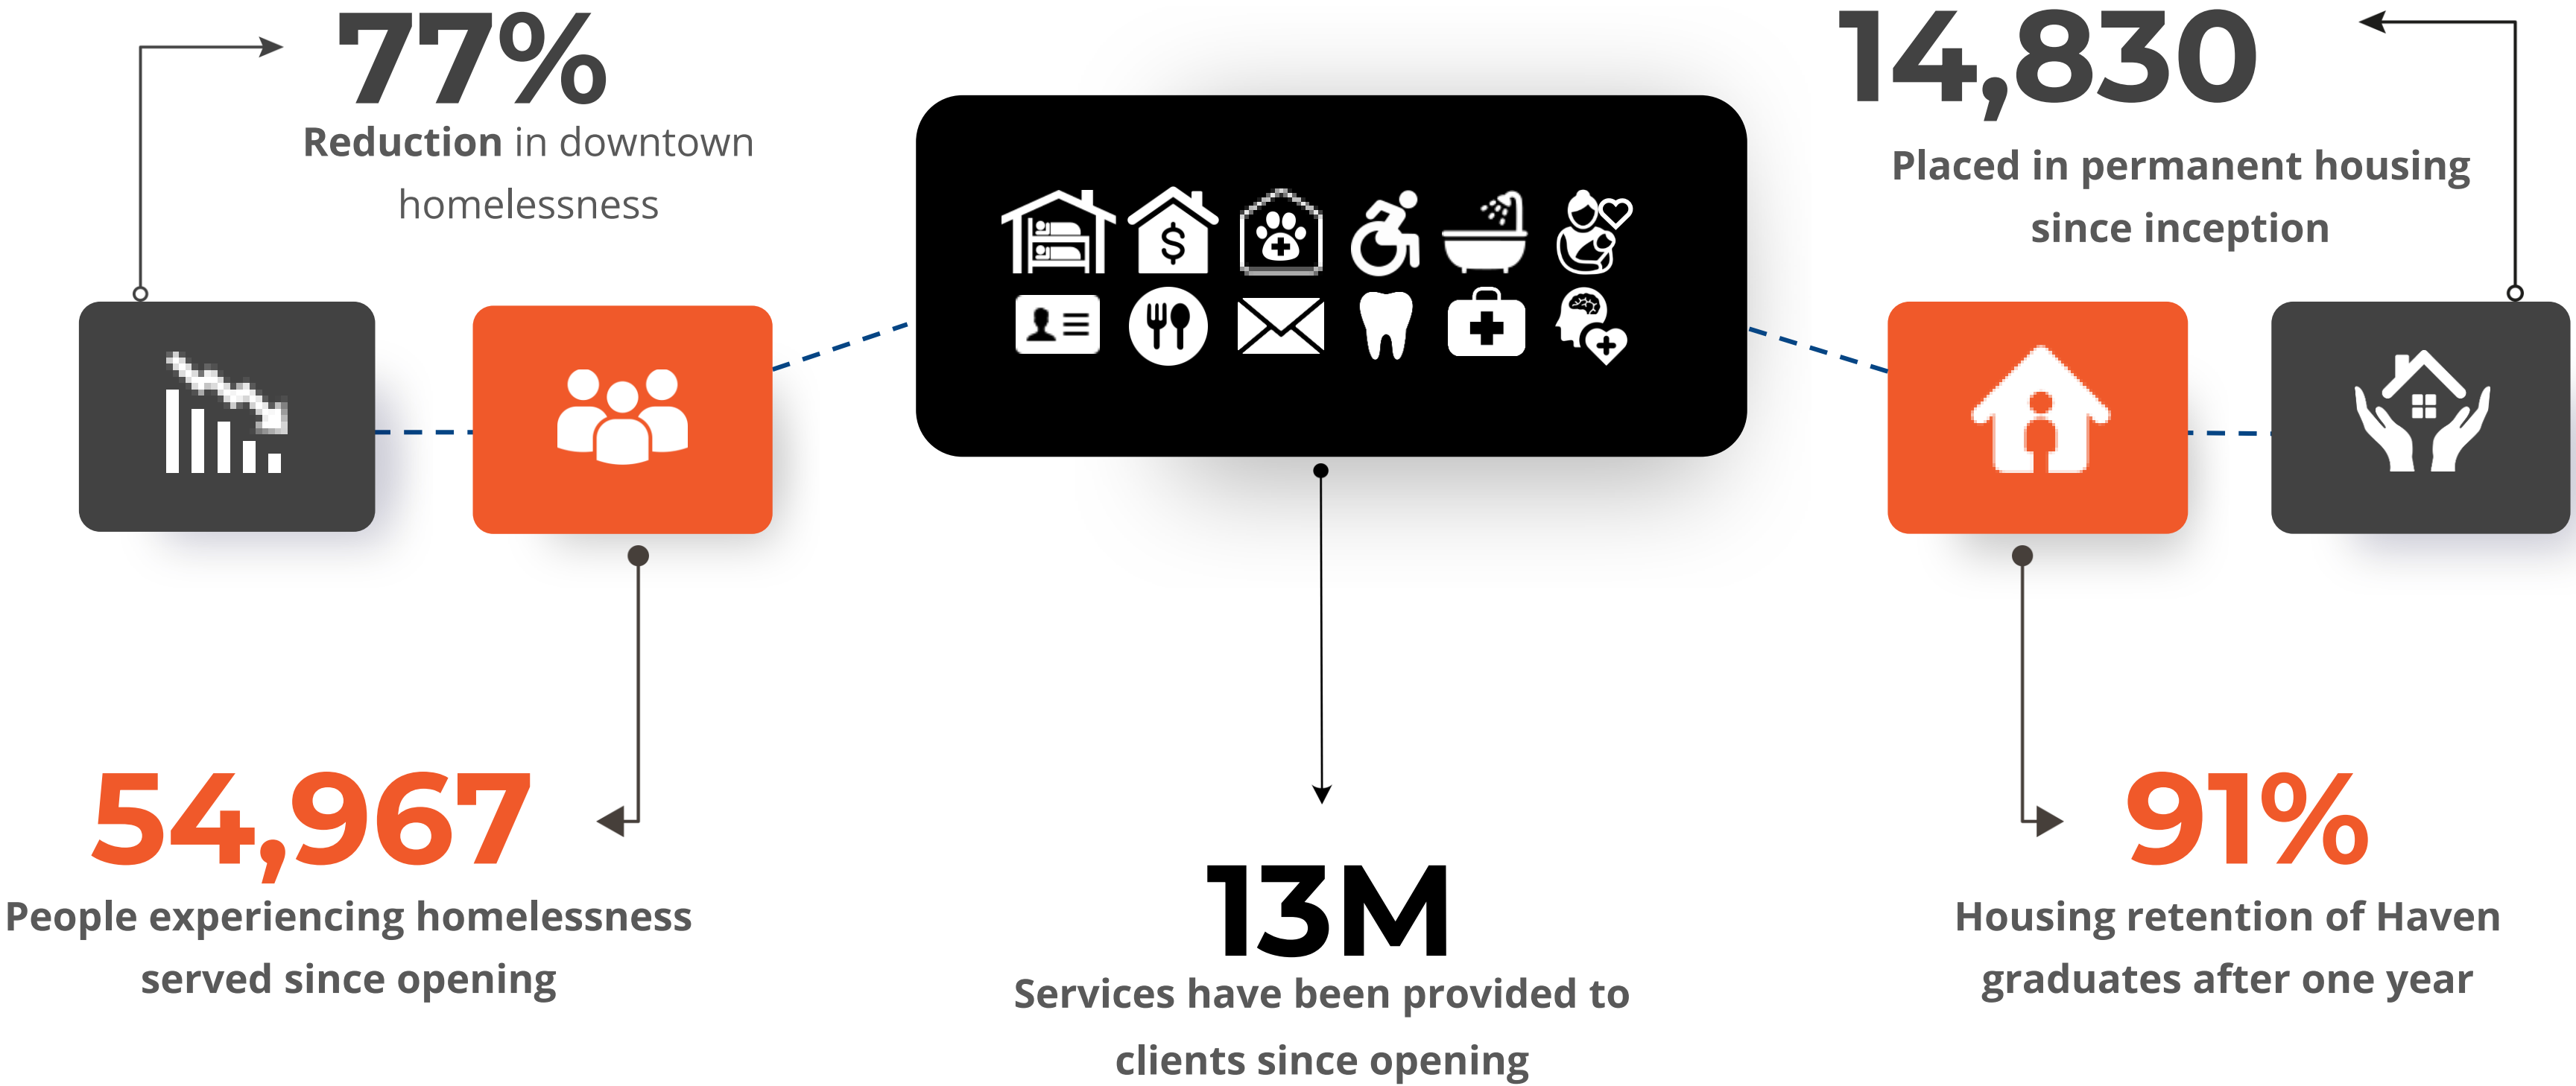 77%
Reduction in downtown
homelessness
14,830
Placed in permanent housing
since inception
$
54,967
People experiencing homelessness
served since opening
13M
Services have been provided to
clients since opening
91%
Housing retention of Haven
graduates after one year